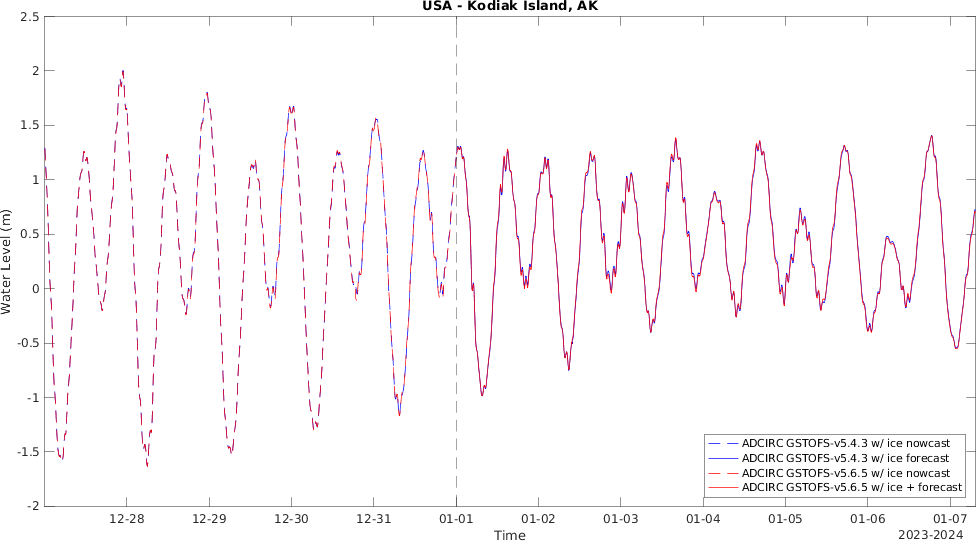 USA - Kodiak Island, AK
2.5
2
1.5
1
0.5
0
-0.5
-1
-1.5
-2
Water Level (m)
ADCIRC GSTOFS-v5.4.3 w/ ice nowcast
ADCIRC GSTOFS-v5.4.3 w/ ice forecast
ADCIRC GSTOFS-v5.6.5 w/ ice nowcast
ADCIRC GSTOFS-v5.6.5 w/ ice + forecast
12-28 12-29 12-30 12-31 01-01 01-02 01-03 01-04 01-05 01-06 01-07
Time
2023-2024